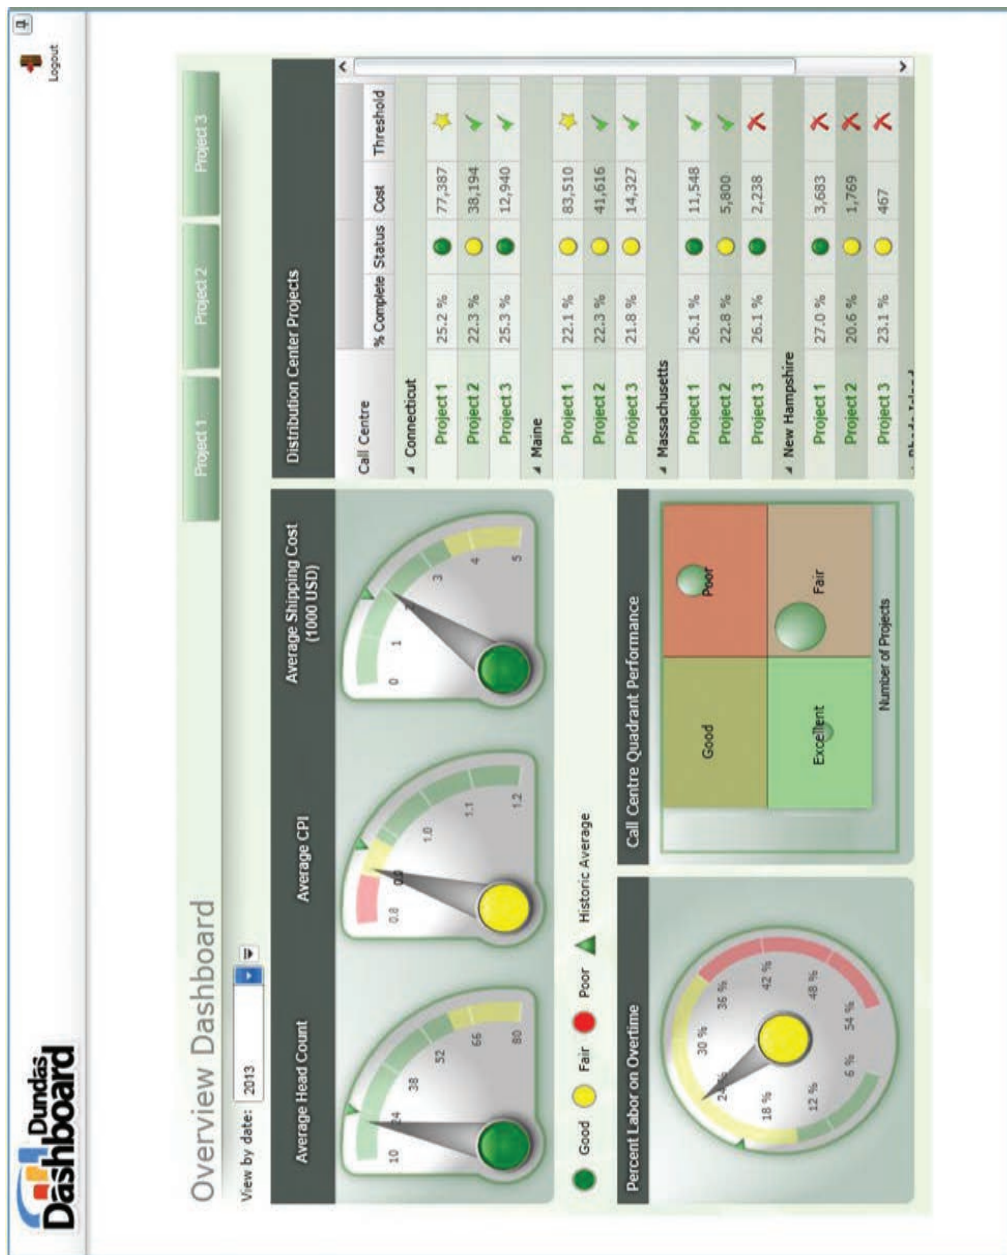 Dundas
Dashboard
Logout
Overview Dashboard
Project 1 Project 2 Project 3
View by date: 2013
Average Head Count
10 24 38 52 66 80
Average CPI
0.8 1.0 1.1 1.2
Average Shipping Cost
(1000 USD)
0 1 3 4 5
Good Fair Poor Historic Average
Percent Labor on Overtime
6 % 12 % 18 % 24 30 % 36 % 42 % 48 % 54 %
Call Centre Quadrant Performance
Good Poor
Excellent Fair
Number of Projects
Distribution Center Projects
Call Centre % Complete Status Cost Threshold
Connecticut
Project 1 25.2 % 77,387
Project 2 22.3 % 38,194
Project 3 25.3 % 12,940
Maine
Project 1 22.1 % 83,510
Project 2 22.3 % 41,616
Project 3 21.8 % 14,327
Massachusetts
Project 1 26.1 % 11,548
Project 2 22.8 % 5,800
Project 3 26.1 % 2,238
New Hampshire
Project 1 27.0 % 3,683
Project 2 20.6 % 1,769
Project 3 23.1 % 467